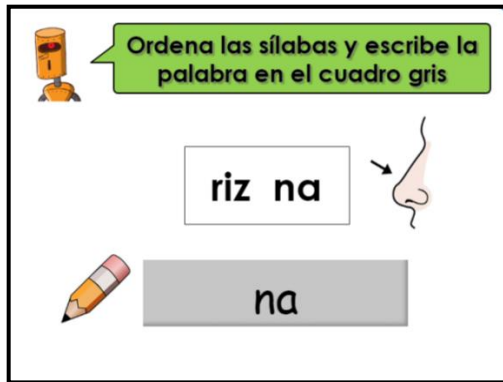 Ordena las sílabas y escribe la
palabra en el cuadro gris
riz na
na